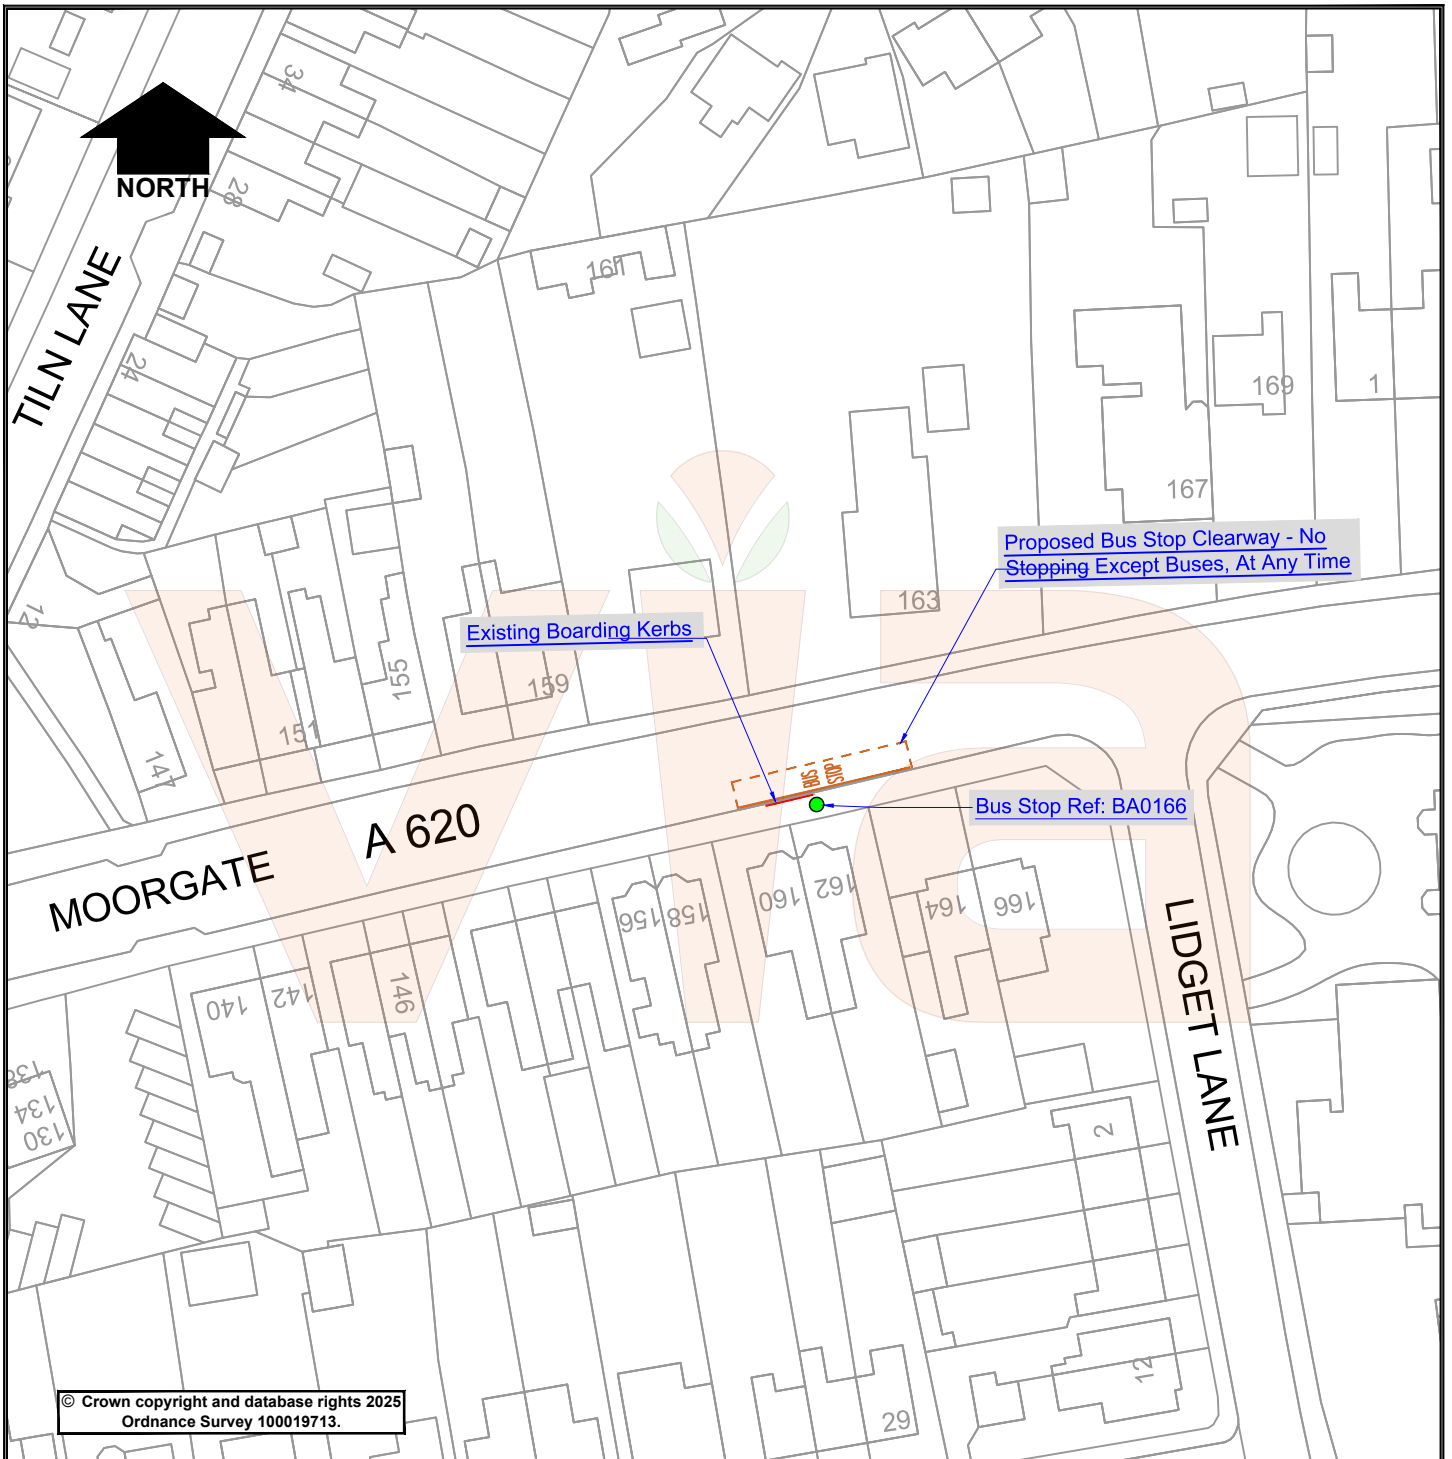 34
28
NORTH
TILN LANE
24
12
161
169
1
167
163
Proposed Bus Stop Clearway - No
Stopping Except Buses, At Any Time
Existing Boarding Kerbs
155
159
151
147
BUS
STOP
Bus Stop Ref: BA0166
A 620
MOORGATE
via
156
158
160
162
164
166
140
142
146
LIDGET LANE
138
134
130
2
12
29
© Crown copyright and database rights 2025
Ordnance Survey 100019713.